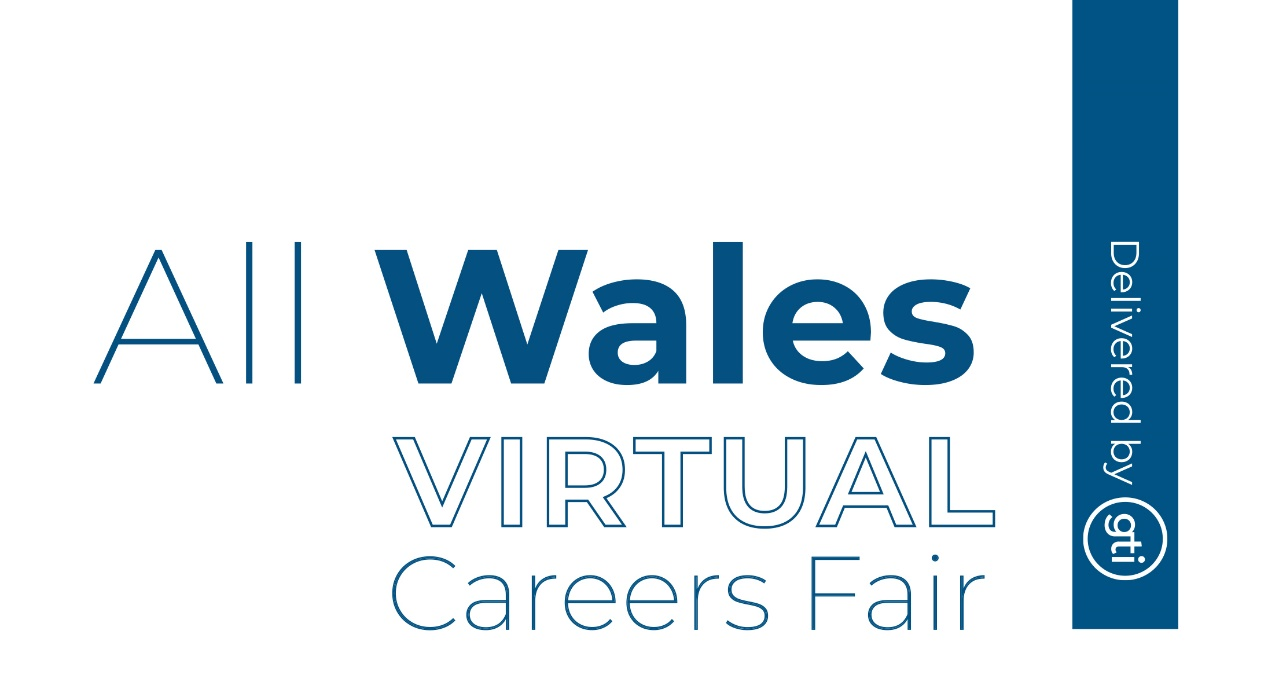 All Wales
VIRTUAL
Careers Fair
Delivered by gti